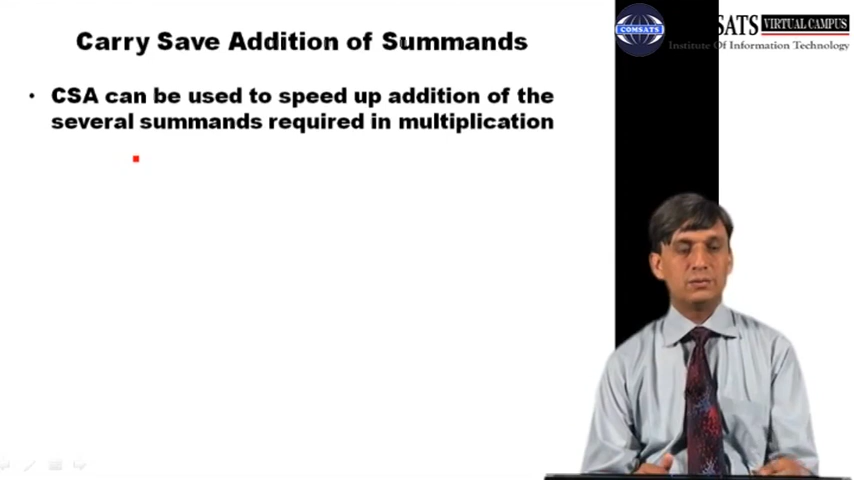 Carry Save Addition of Summands
• CSA can be used to speed up addition of the
several summands required in multiplication
COMSATS
SATS VIRTUAL CAMPUS
Institute Of Information Technology